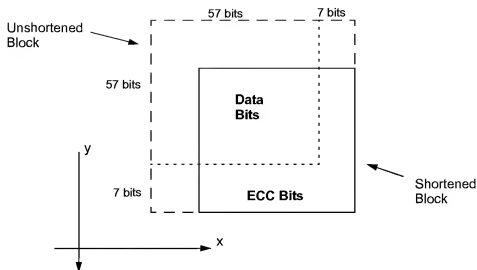 57 bits
7 bits
Unshortened
Block
57 bits
Data
Bits
y
7 bits
ECC Bits
Shortened
Block
x